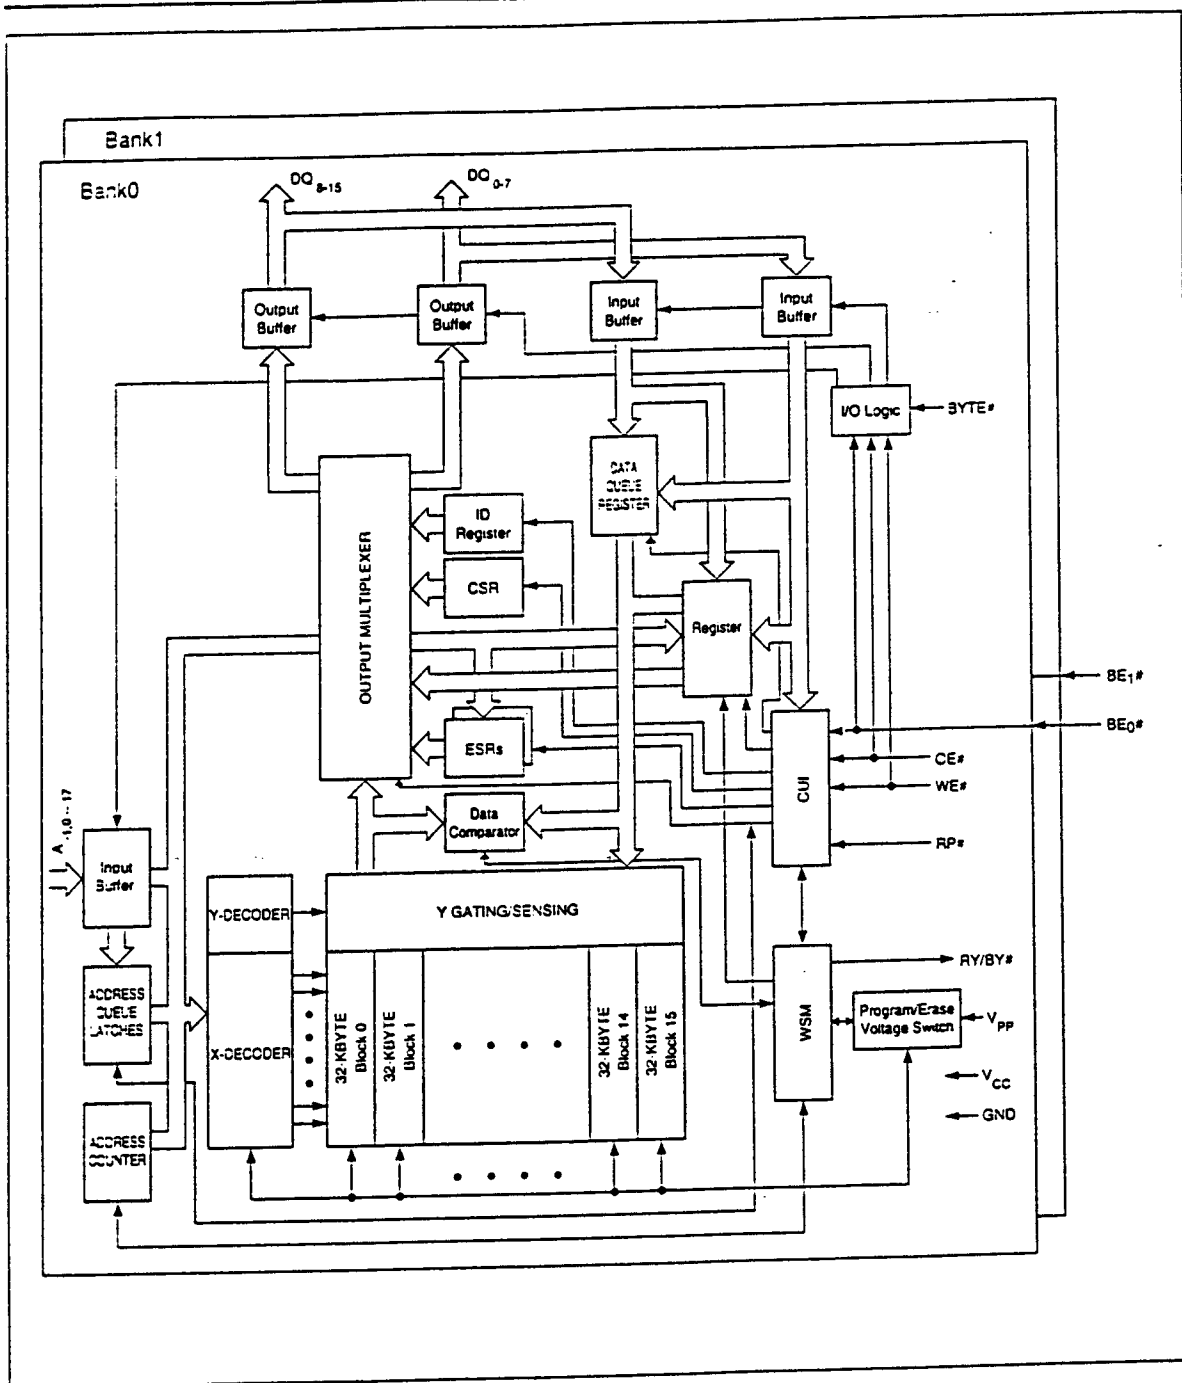 Bank1
Bank0
DQ8-15
DQ0-7
Output
Buffer
Output
Buffer
Input
Buffer
Input
Buffer
I/O Logic
BYTE#
DATA
QUEUE
REGISTER
OUTPUT MULTIPLEXER
ID
Register
CSR
Register
ESRs
BE1#
BE0#
CE#
WE#
RP#
CUI
Data
Comparator
A-1,0-17
Input
Buffer
Y-DECODER
Y GATING/SENSING
ADDRESS
QUEUE
LATCHES
X-DECODER
32-KBYTE
Block 0
32-KBYTE
Block 1
32-KBYTE
Block 14
32-KBYTE
Block 15
WSM
RY/BY#
Program/Erase
Voltage Switch
VPP
VCC
GND
ADDRESS
COUNTER